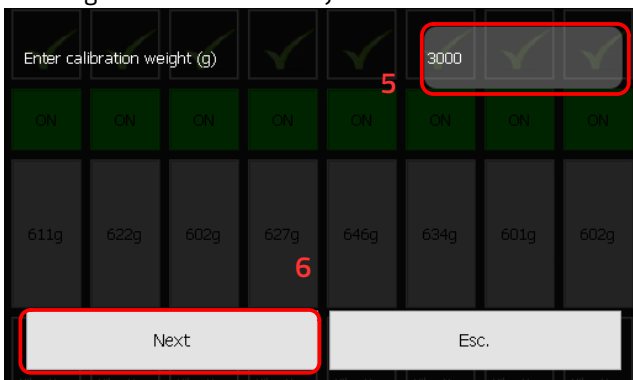 Enter calibration weight (g) 3000
5
ON ON ON ON ON ON ON ON
611g 622g 602g 627g 646g 634g 601g 602g
6
Next Esc.